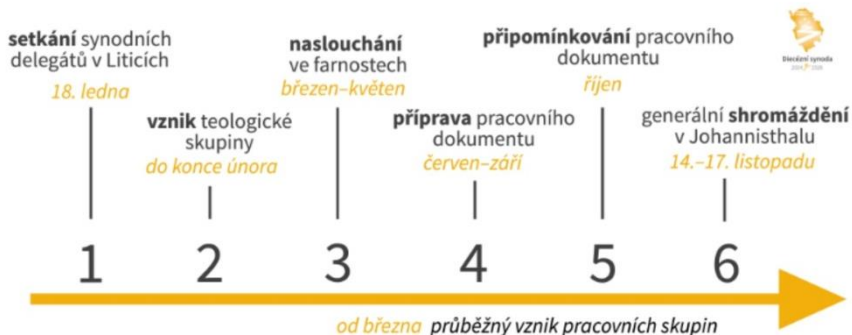 setkání synodních
delegátů v Liticích
18. ledna
vznik teologické
skupiny
do konce února
naslouchání
ve farnostech
březen–květen
příprava pracovního
dokumentu
červen–září
připomínkování pracovního
dokumentu
říjen
generální shromáždění
v Johannisthalu
14.–17. listopadu
Diecézní synoda
1 2 3 4 5 6
od března průběžný vznik pracovních skupin